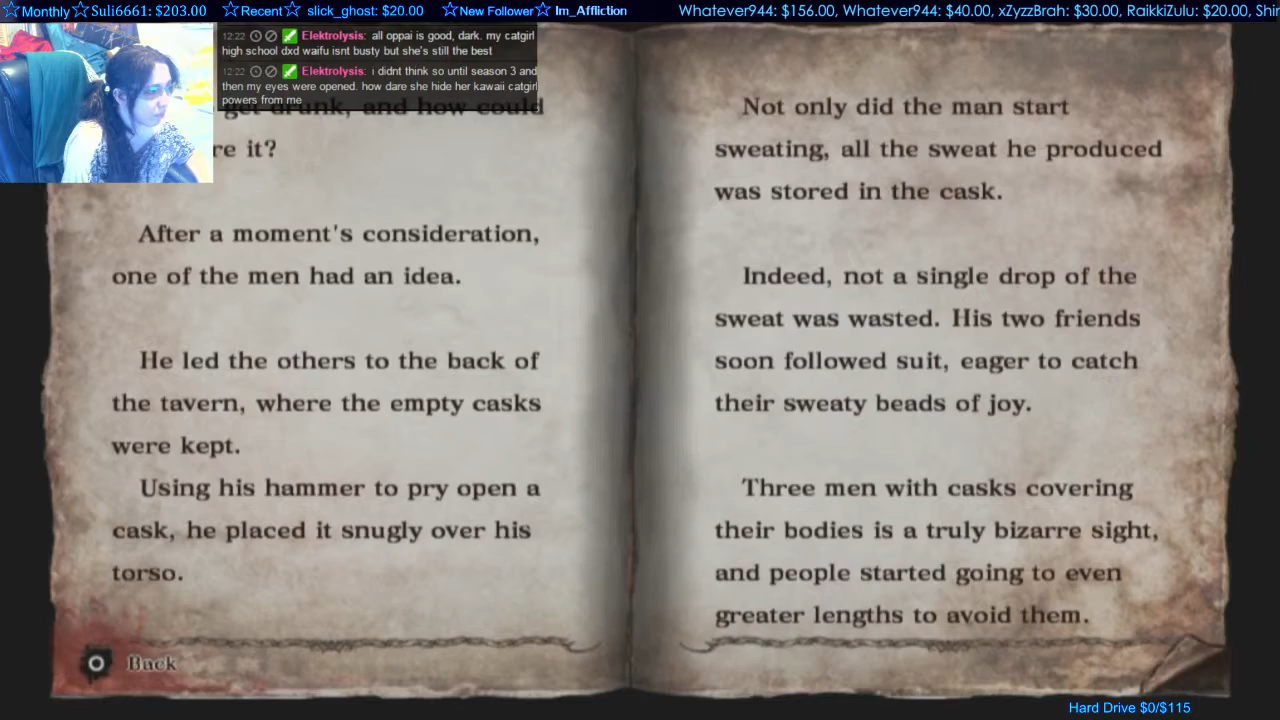 Monthly Suli6661: $203.00 Recent slick_ghost: $20.00 New Follower Im_Affliction Whatever944: $156.00, Whatever944: $40.00, xZyzzBrah: $30.00, RaikkiZulu: $20.00, Shir
12:22 Elektrolysis: all oppai is good, dark. my catgirl
high school dxd waifu isnt busty but she's still the best
12:22 Elektrolysis: i didnt think so until season 3 and
then my eyes were opened. how dare she hide her kawaii catgirl
powers from me
get drunk, and how could
re it?
After a moment's consideration,
one of the men had an idea.
He led the others to the back of
the tavern, where the empty casks
were kept.
Using his hammer to pry open a
cask, he placed it snugly over his
torso.
Back
Not only did the man start
sweating, all the sweat he produced
was stored in the cask.
Indeed, not a single drop of the
sweat was wasted. His two friends
soon followed suit, eager to catch
their sweaty beads of joy.
Three men with casks covering
their bodies is a truly bizarre sight,
and people started going to even
greater lengths to avoid them.
Hard Drive $0/$115